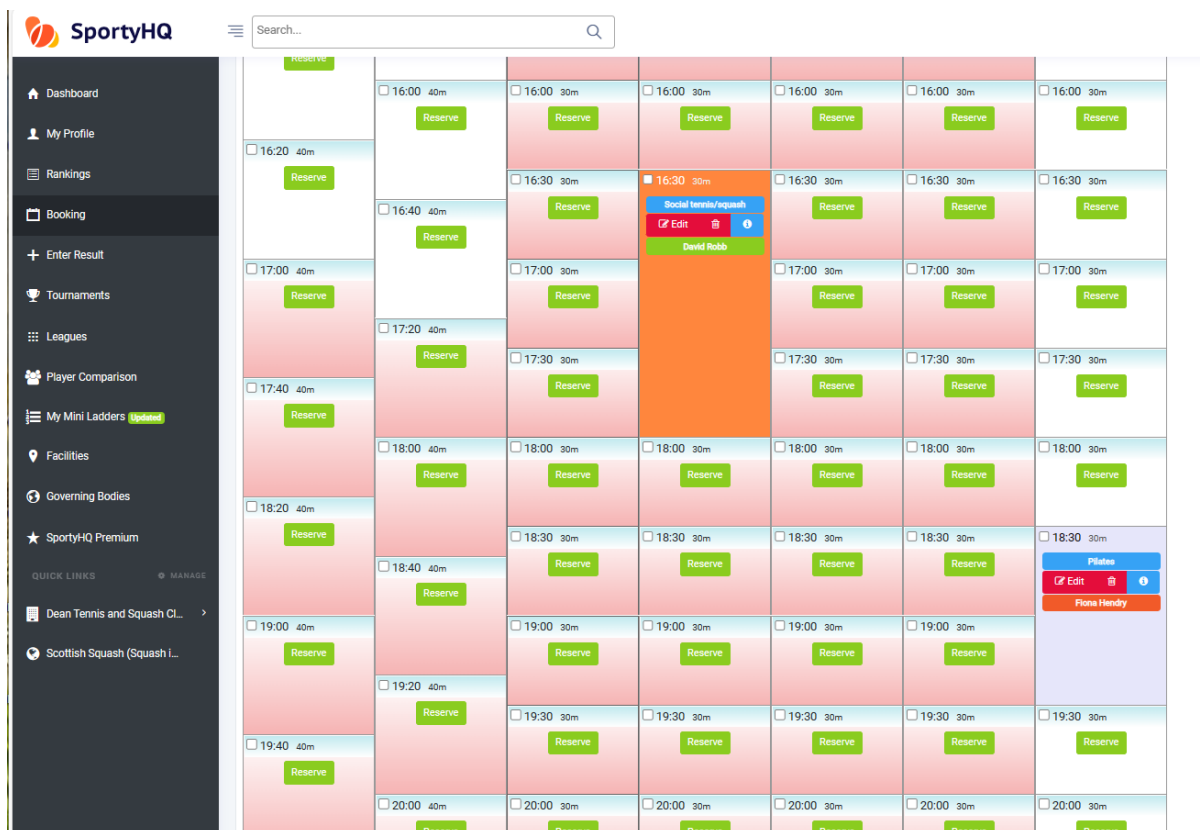 SportyHQ
Search...
Dashboard
My Profile
Rankings
Booking
Enter Result
Tournaments
Leagues
Player Comparison
My Mini Ladders Updated
Facilities
Governing Bodies
SportyHQ Premium
QUICK LINKS MANAGE
Dean Tennis and Squash Cl...
Scottish Squash (Squash i...
Reserve
16:00 40m 16:00 30m 16:00 30m 16:00 30m 16:00 30m 16:00 30m
Reserve Reserve Reserve Reserve Reserve Reserve
16:20 40m
Reserve
16:30 30m 16:30 30m 16:30 30m 16:30 30m 16:30 30m
Reserve Social tennis/squash Reserve Reserve Reserve
16:40 40m
Edit
Reserve
David Robb
17:00 40m 17:00 30m 17:00 30m 17:00 30m 17:00 30m
Reserve Reserve Reserve Reserve Reserve
17:20 40m
Reserve
17:30 30m 17:30 30m 17:30 30m 17:30 30m
Reserve Reserve Reserve Reserve
17:40 40m
Reserve
18:00 40m 18:00 30m 18:00 30m 18:00 30m 18:00 30m 18:00 30m
Reserve Reserve Reserve Reserve Reserve Reserve
18:20 40m
Reserve
18:30 30m 18:30 30m 18:30 30m 18:30 30m 18:30 30m
Reserve Reserve Reserve Reserve Pilates
18:40 40m
Edit
Reserve
Fiona Hendry
19:00 40m 19:00 30m 19:00 30m 19:00 30m 19:00 30m
Reserve Reserve Reserve Reserve Reserve
19:20 40m
Reserve
19:30 30m 19:30 30m 19:30 30m 19:30 30m 19:30 30m
Reserve Reserve Reserve Reserve Reserve
19:40 40m
Reserve
20:00 40m 20:00 30m 20:00 30m 20:00 30m 20:00 30m 20:00 30m
Reserve Reserve Reserve Reserve Reserve Reserve